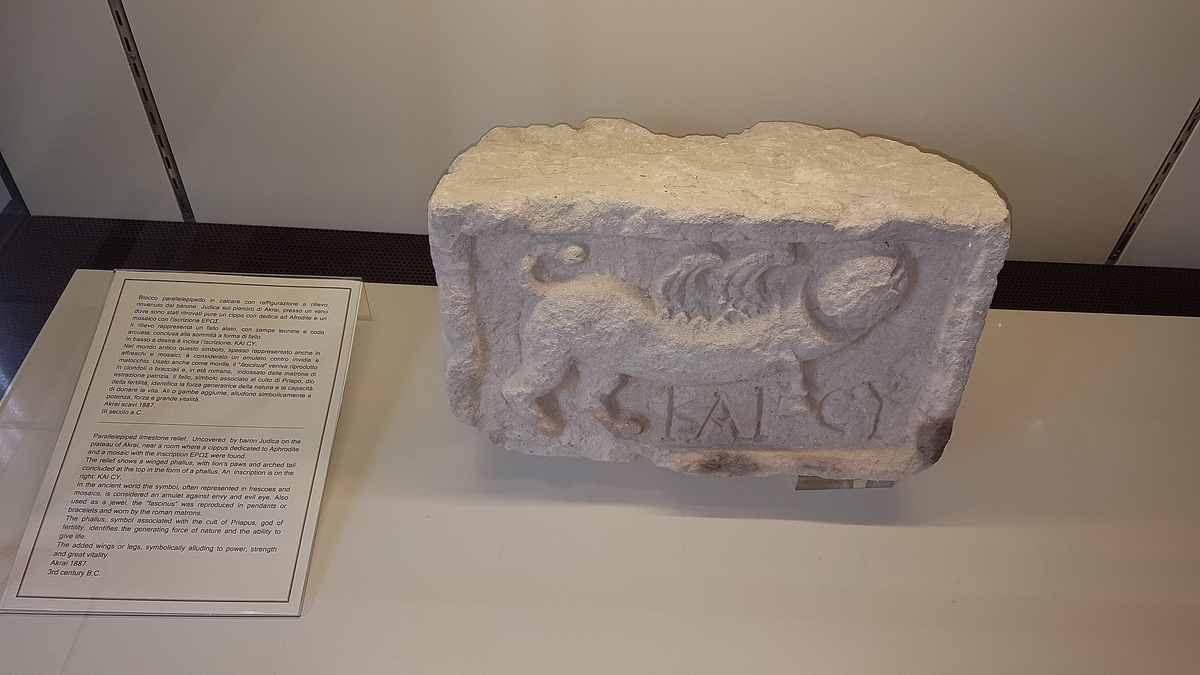 Blocco parallelepipedo in calcare con raffigurazione a rilievo,
rinvenuto dal barone Judica sul pianoro di Akrai, presso un vano
dove sono stati ritrovati pure un cippo con dedica ad Afrodite e un
mosaico con l'iscrizione ΕΡΩΣ.
Il rilievo rappresenta un fallo alato, con zampe leonine e coda
arcuata, conclusa alla sommità a forma di fallo.
In basso a destra è incisa l'iscrizione: KAI CY.
Nel mondo antico questo simbolo, spesso rappresentato anche in
affreschi e mosaici, è considerato un amuleto contro invidia e
malocchio. Usato anche come monile, il "fascinus" veniva riprodotto
in ciondoli o bracciali e, in età romana, indossato dalle matrone di
estrazione patrizia. Il fallo, simbolo associato al culto di Priapo, dio
della fertilità, identifica la forza generatrice della natura e la capacità
di donare la vita. Ali o gambe aggiunte, alludono simbolicamente a
potenza, forza e grande vitalità.
Akrai scavi 1887.
III secolo a.C.
Parallelepiped limestone relief. Uncovered by baron Judica on the
plateau of Akrai, near a room where a cippus dedicated to Aphrodite
and a mosaic with the inscription ΕΡΩΣ were found.
The relief shows a winged phallus, with lion's paws and arched tail
concluded at the top in the form of a phallus. An inscription is on the
right: KAI CY.
In the ancient world the symbol, often represented in frescoes and
mosaics, is considered an amulet against envy and evil eye. Also
used as a jewel, the "fascinus" was reproduced in pendants or
bracelets and worn by the roman matrons.
The phallus, symbol associated with the cult of Priapus, god of
fertility, identifies the generating force of nature and the ability to
give life.
The added wings or legs, symbolically alluding to power, strength
and great vitality.
Akrai 1887.
3rd century B.C.
ΚΑΙ CY